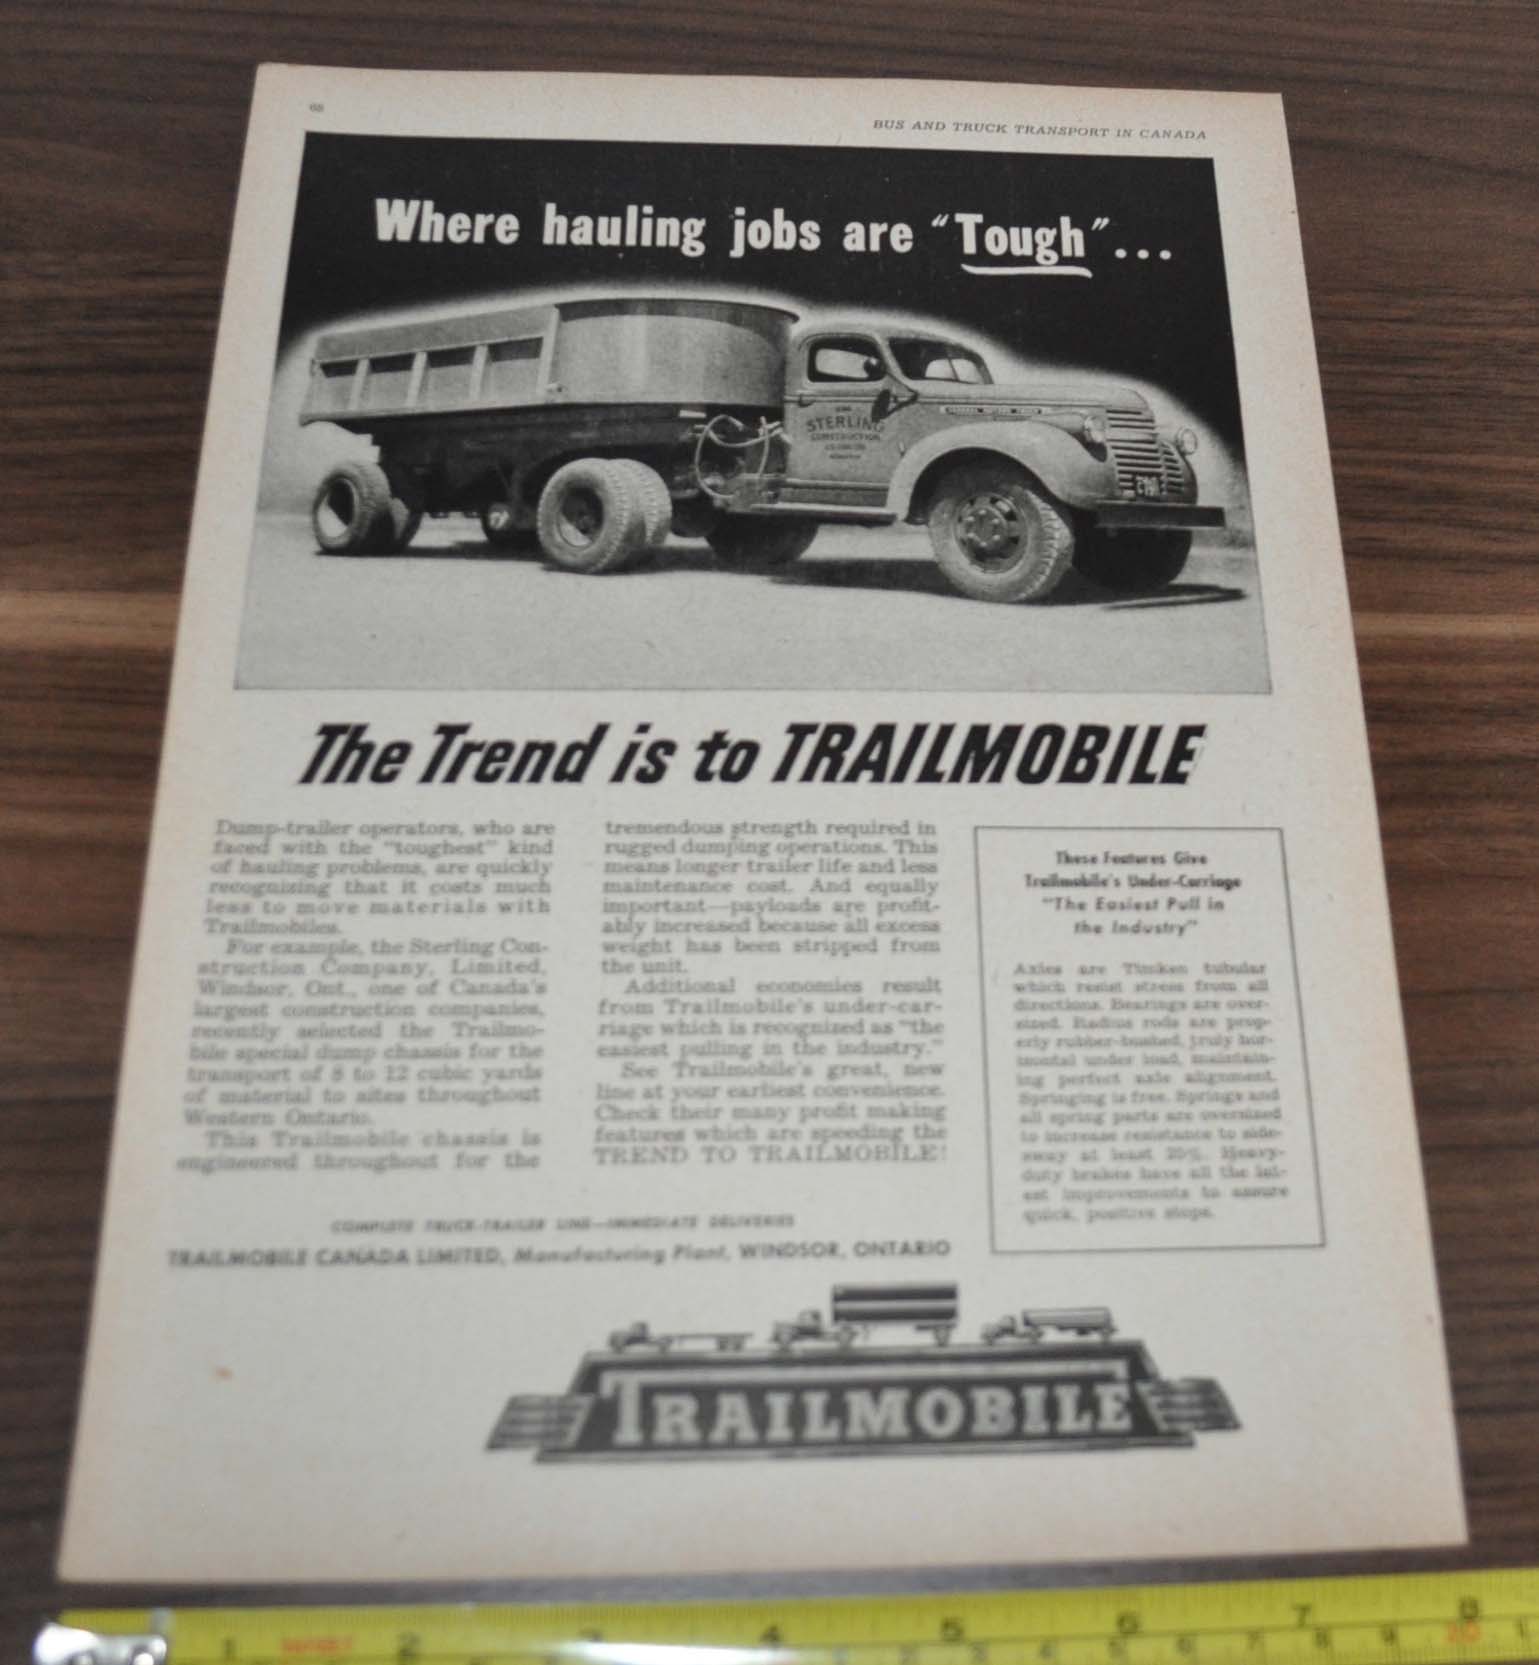 68
BUS AND TRUCK TRANSPORT IN CANADA
Where hauling jobs are "Tough"...
STERLING
CONSTRUCTION
The Trend is to TRAILMOBILE
Dump-trailer operators, who are
faced with the "toughest" kind
of hauling problems, are quickly
recognizing that it costs much
less to move materials with
Trailmobiles.
For example, the Sterling Con-
struction Company, Limited,
Windsor, Ont., one of Canada's
largest construction companies,
recently selected the Trailmo-
bile special dump chassis for the
transport of 8 to 12 cubic yards
of material to sites throughout
Western Ontario.
This Trailmobile chassis is
engineered throughout for the
tremendous strength required in
rugged dumping operations. This
means longer trailer life and less
maintenance cost. And equally
important—payloads are profit-
ably increased because all excess
weight has been stripped from
the unit.
Additional economies result
from Trailmobile's under-car-
riage which is recognized as "the
easiest pulling in the industry."
See Trailmobile's great, new
line at your earliest convenience.
Check their many profit making
features which are speeding the
TREND TO TRAILMOBILE!
These Features Give
Trailmobile's Under-Carriage
"The Easiest Pull in
the Industry"
Axles are Timken tubular
which resist stress from all
directions. Bearings are over-
sized. Radius rods are prop-
erly rubber-bushed, truly hor-
izontal under load, maintain-
ing perfect axle alignment.
Springing is free. Springs and
all spring parts are oversized
to increase resistance to side-
sway at least 20%. Heavy-
duty brakes have all the lat-
est improvements to assure
quick, positive stops.
COMPLETE TRUCK-TRAILER LINE—IMMEDIATE DELIVERIES
TRAILMOBILE CANADA LIMITED, Manufacturing Plant, WINDSOR, ONTARIO
TRAILMOBILE
1 2 3 4 5 6 7 8